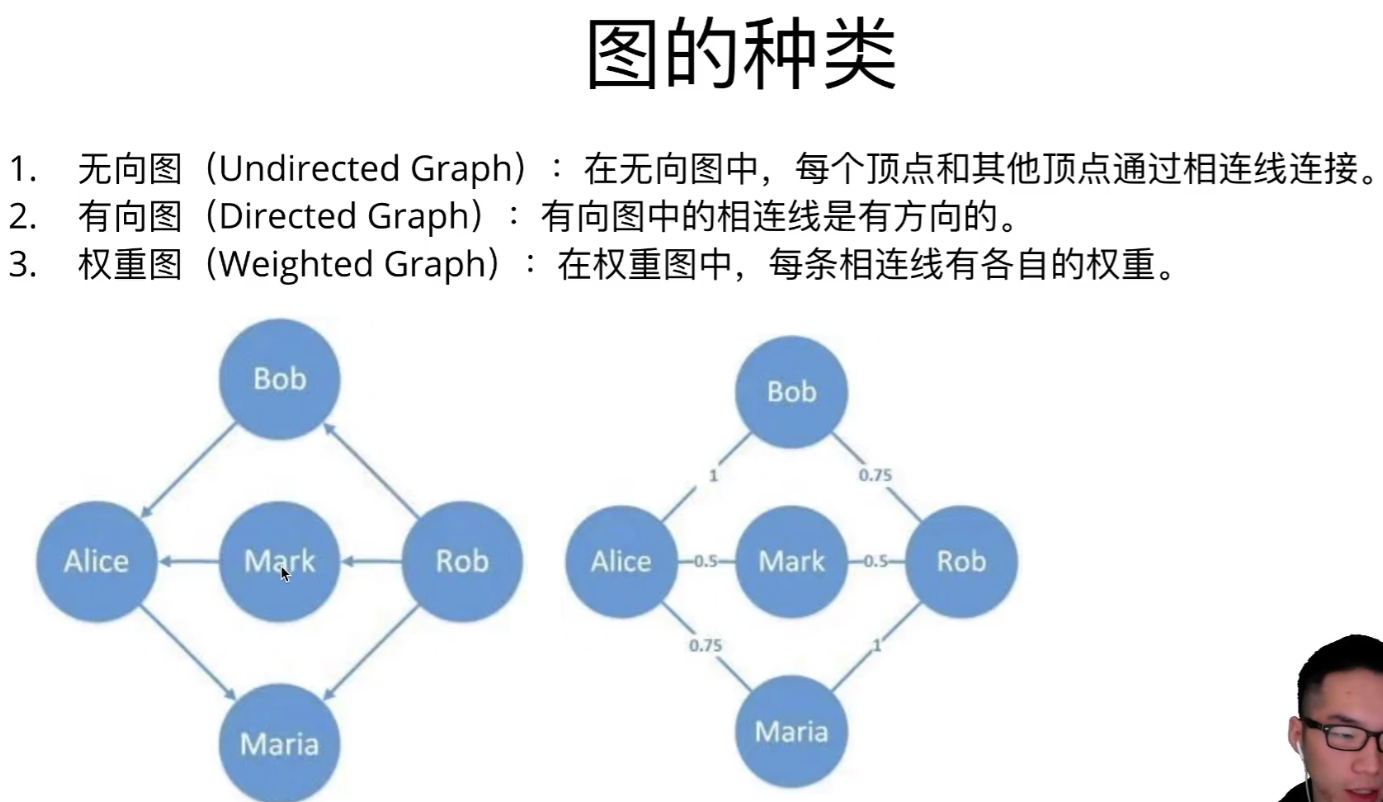 图的种类
1. 无向图（Undirected Graph）：在无向图中，每个顶点和其他顶点通过相连线连接。
2. 有向图（Directed Graph）：有向图中的相连线是有方向的。
3. 权重图（Weighted Graph）：在权重图中，每条相连线有各自的权重。
Bob
Alice
Mark
Rob
Maria
Bob
1
0.75
Alice
0.5
Mark
0.5
Rob
0.75
1
Maria